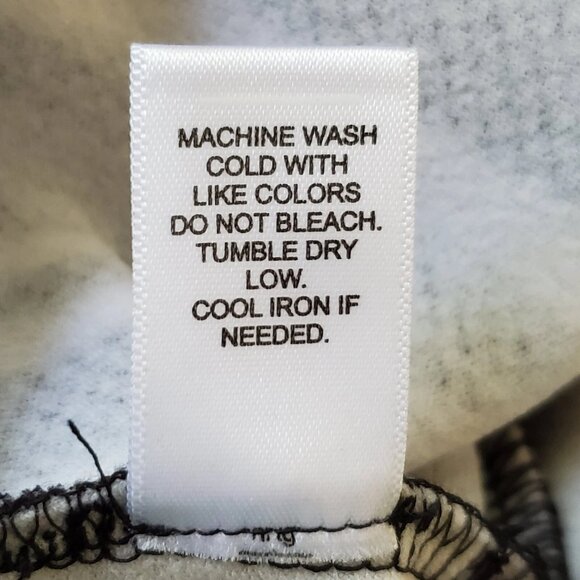 MACHINE WASH
COLD WITH
LIKE COLORS
DO NOT BLEACH.
TUMBLE DRY
LOW.
COOL IRON IF
NEEDED.